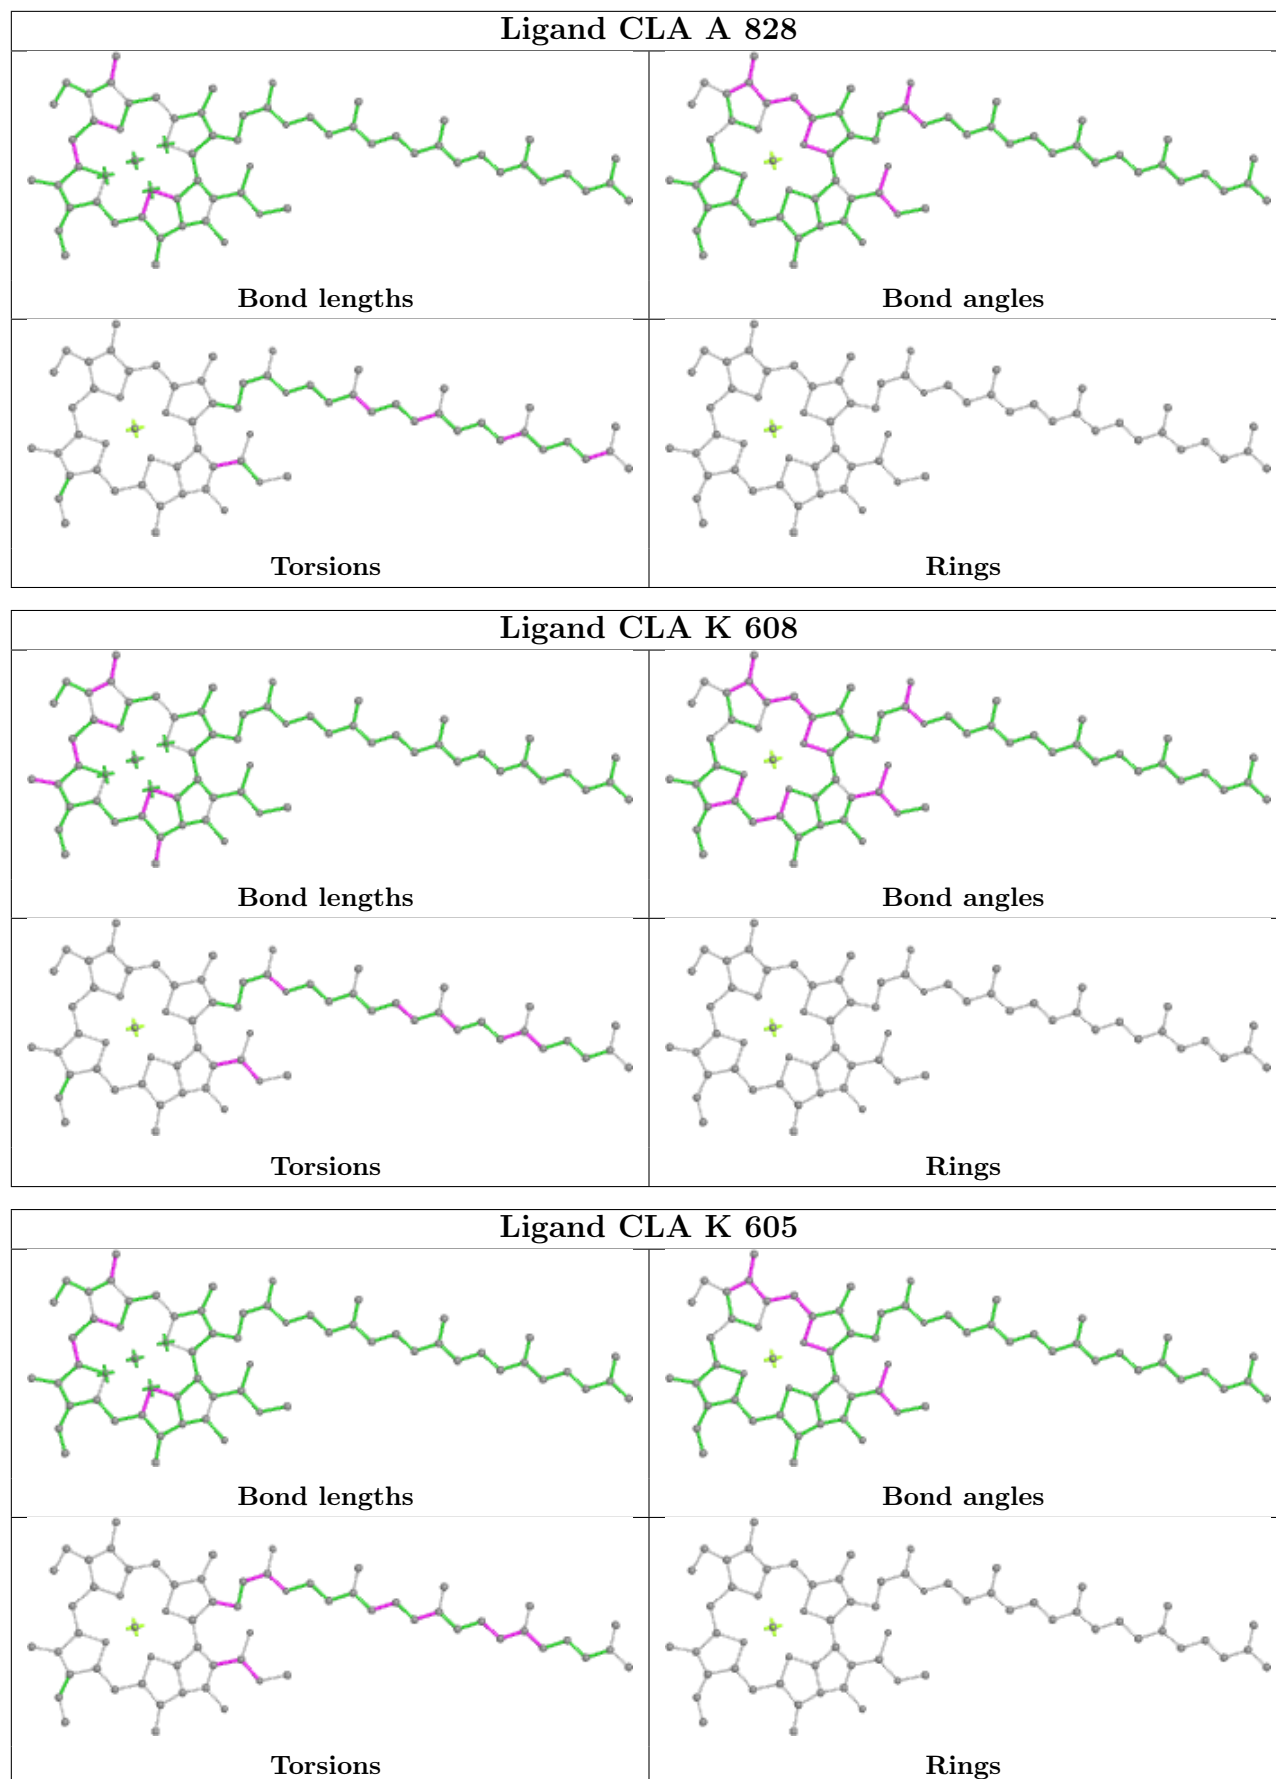 Ligand CLA A 828
Bond lengths
Bond angles
Torsions
Rings
Ligand CLA K 608
Bond lengths
Bond angles
Torsions
Rings
Ligand CLA K 605
Bond lengths
Bond angles
Torsions
Rings